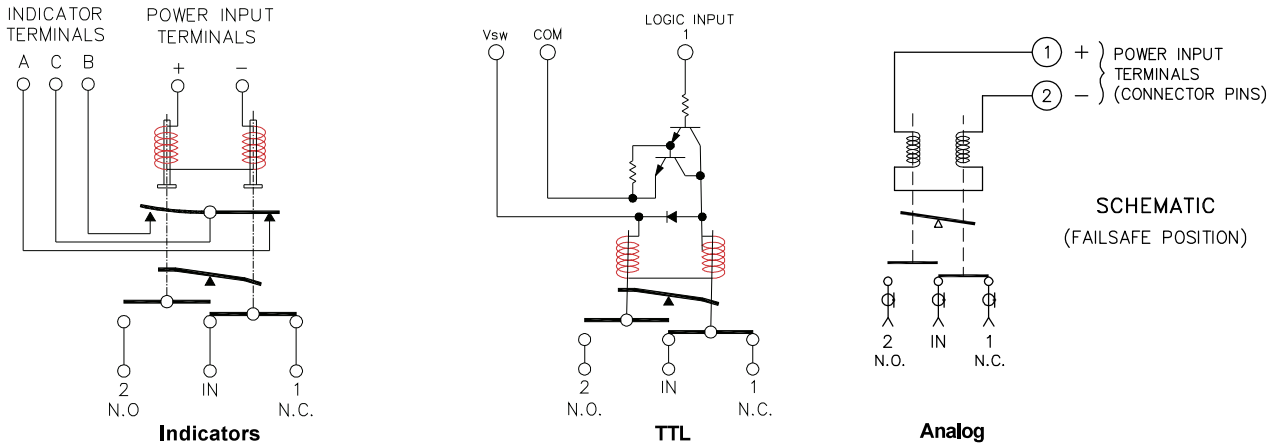 INDICATOR
TERMINALS
A C B
POWER INPUT
TERMINALS
+ −
2
N.O
IN
1
N.C.
Indicators
Vsw COM
LOGIC INPUT
1
2
N.O.
IN
1
N.C.
TTL
1 +
2 −
POWER INPUT
TERMINALS
(CONNECTOR PINS)
SCHEMATIC
(FAILSAFE POSITION)
2
N.O.
IN
1
N.C.
Analog